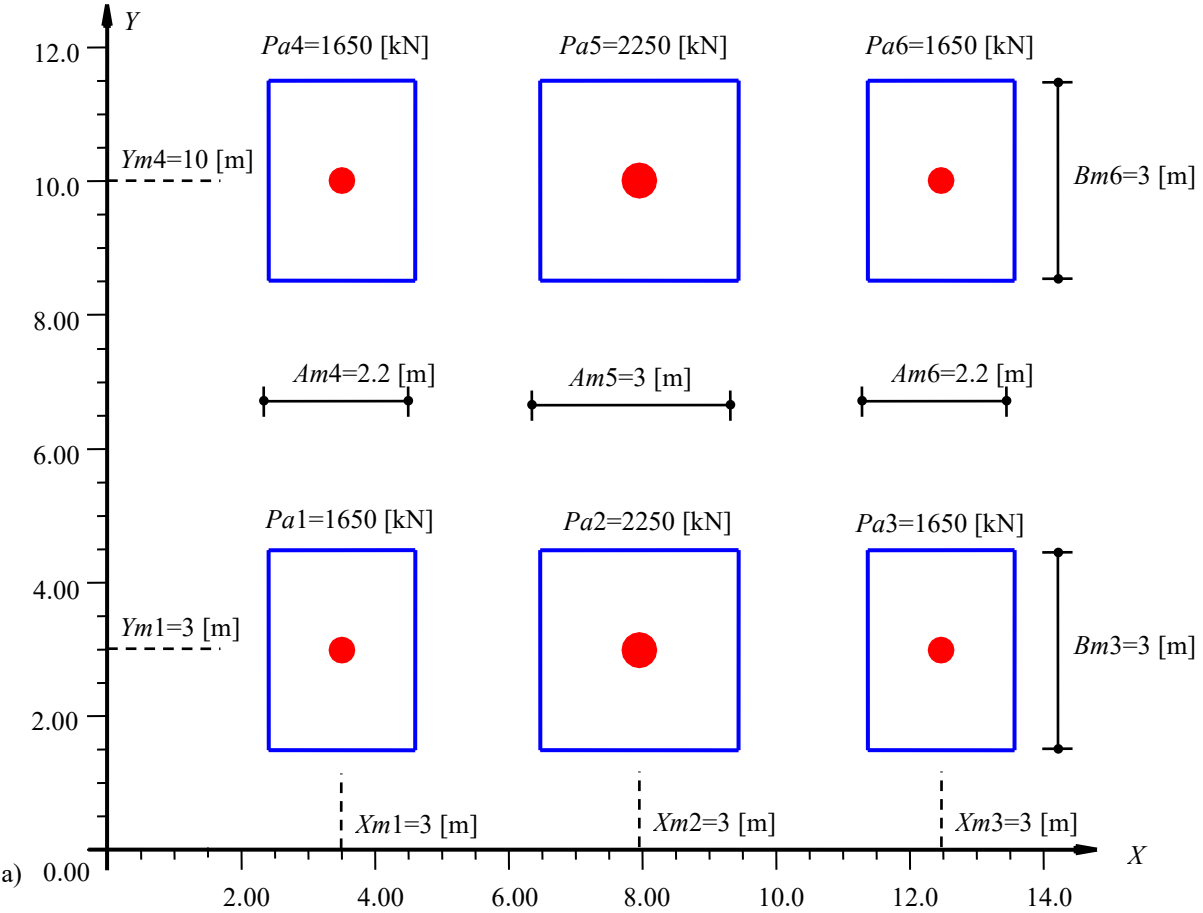 Y
12.0
Pa4=1650 [kN]
Pa5=2250 [kN]
Pa6=1650 [kN]
Ym4=10 [m]
10.0
Bm6=3 [m]
8.00
Am4=2.2 [m]
Am5=3 [m]
Am6=2.2 [m]
6.00
Pa1=1650 [kN]
Pa2=2250 [kN]
Pa3=1650 [kN]
4.00
Ym1=3 [m]
Bm3=3 [m]
2.00
Xm1=3 [m]
Xm2=3 [m]
Xm3=3 [m]
a)
0.00
X
2.00
4.00
6.00
8.00
10.0
12.0
14.0